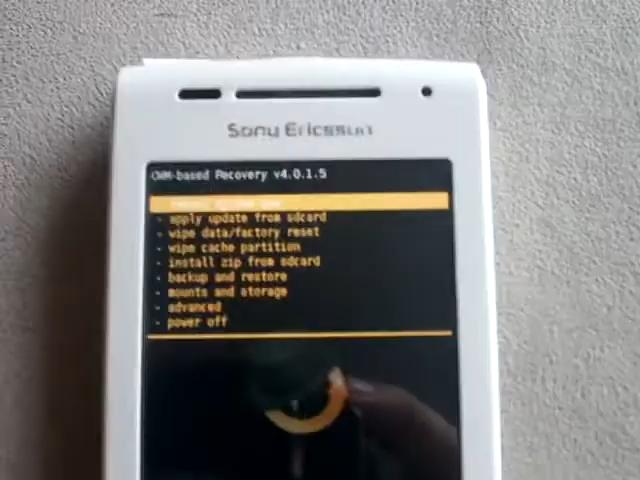 Sony Ericsson
CWM-based Recovery v4.0.1.5
- apply update from sdcard
- wipe data/factory reset
- wipe cache partition
- install zip from sdcard
- backup and restore
- mounts and storage
- advanced
- power off